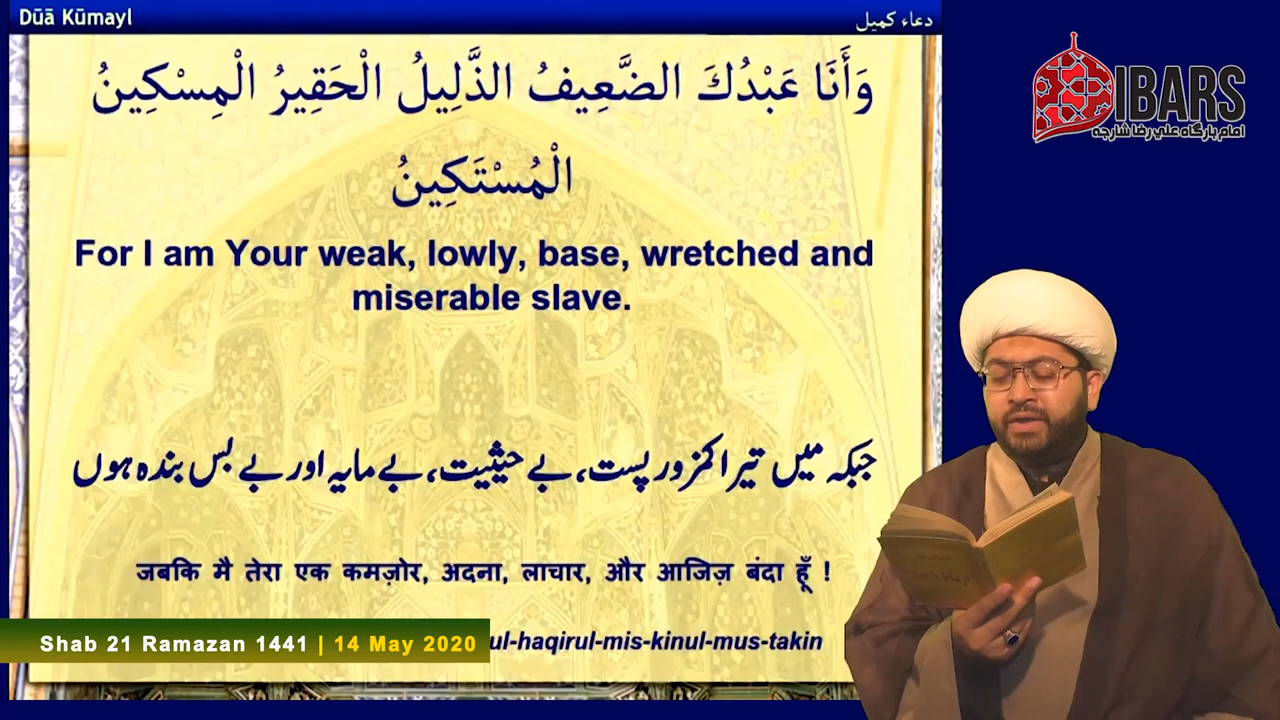 Dūā Kūmayl
دعاء كميل
وَأَنَا عَبْدُكَ الضَّعِيفُ الذَّلِيلُ الْحَقِيرُ الْمِسْكِينُ
الْمُسْتَكِينُ
For I am Your weak, lowly, base, wretched and
miserable slave.
جبکہ میں تیرا کمزور پست، بے حیثیت، بے مایہ اور بے بس بندہ ہوں
जबकि मै तेरा एक कमज़ोर, अदना, लाचार, और आजिज़ बंदा हूँ !
ul-haqirul-mis-kinul-mus-takin
Shab 21 Ramazan 1441 | 14 May 2020
IBARS
امام بارگاه علي رضا شارجه